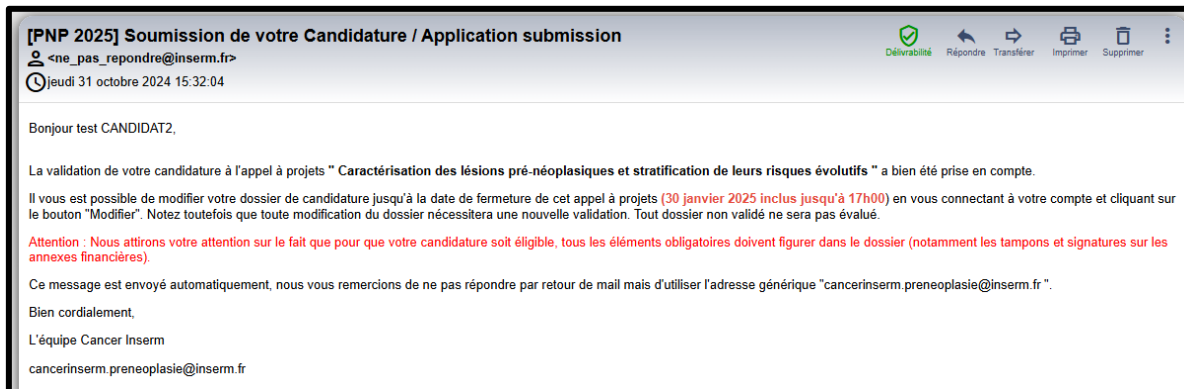 [PNP 2025] Soumission de votre Candidature / Application submission
<ne_pas_repondre@inserm.fr>
jeudi 31 octobre 2024 15:32:04
Délivrabilité Répondre Transférer Imprimer Supprimer
Bonjour test CANDIDAT2,
La validation de votre candidature à l'appel à projets " Caractérisation des lésions pré-néoplasiques et stratification de leurs risques évolutifs " a bien été prise en compte.
Il vous est possible de modifier votre dossier de candidature jusqu'à la date de fermeture de cet appel à projets (30 janvier 2025 inclus jusqu'à 17h00) en vous connectant à votre compte et cliquant sur
le bouton "Modifier". Notez toutefois que toute modification du dossier nécessitera une nouvelle validation. Tout dossier non validé ne sera pas évalué.
Attention : Nous attirons votre attention sur le fait que pour que votre candidature soit éligible, tous les éléments obligatoires doivent figurer dans le dossier (notamment les tampons et signatures sur les
annexes financières).
Ce message est envoyé automatiquement, nous vous remercions de ne pas répondre par retour de mail mais d'utiliser l'adresse générique "cancerinserm.preneoplasie@inserm.fr ".
Bien cordialement,
L'équipe Cancer Inserm
cancerinserm.preneoplasie@inserm.fr